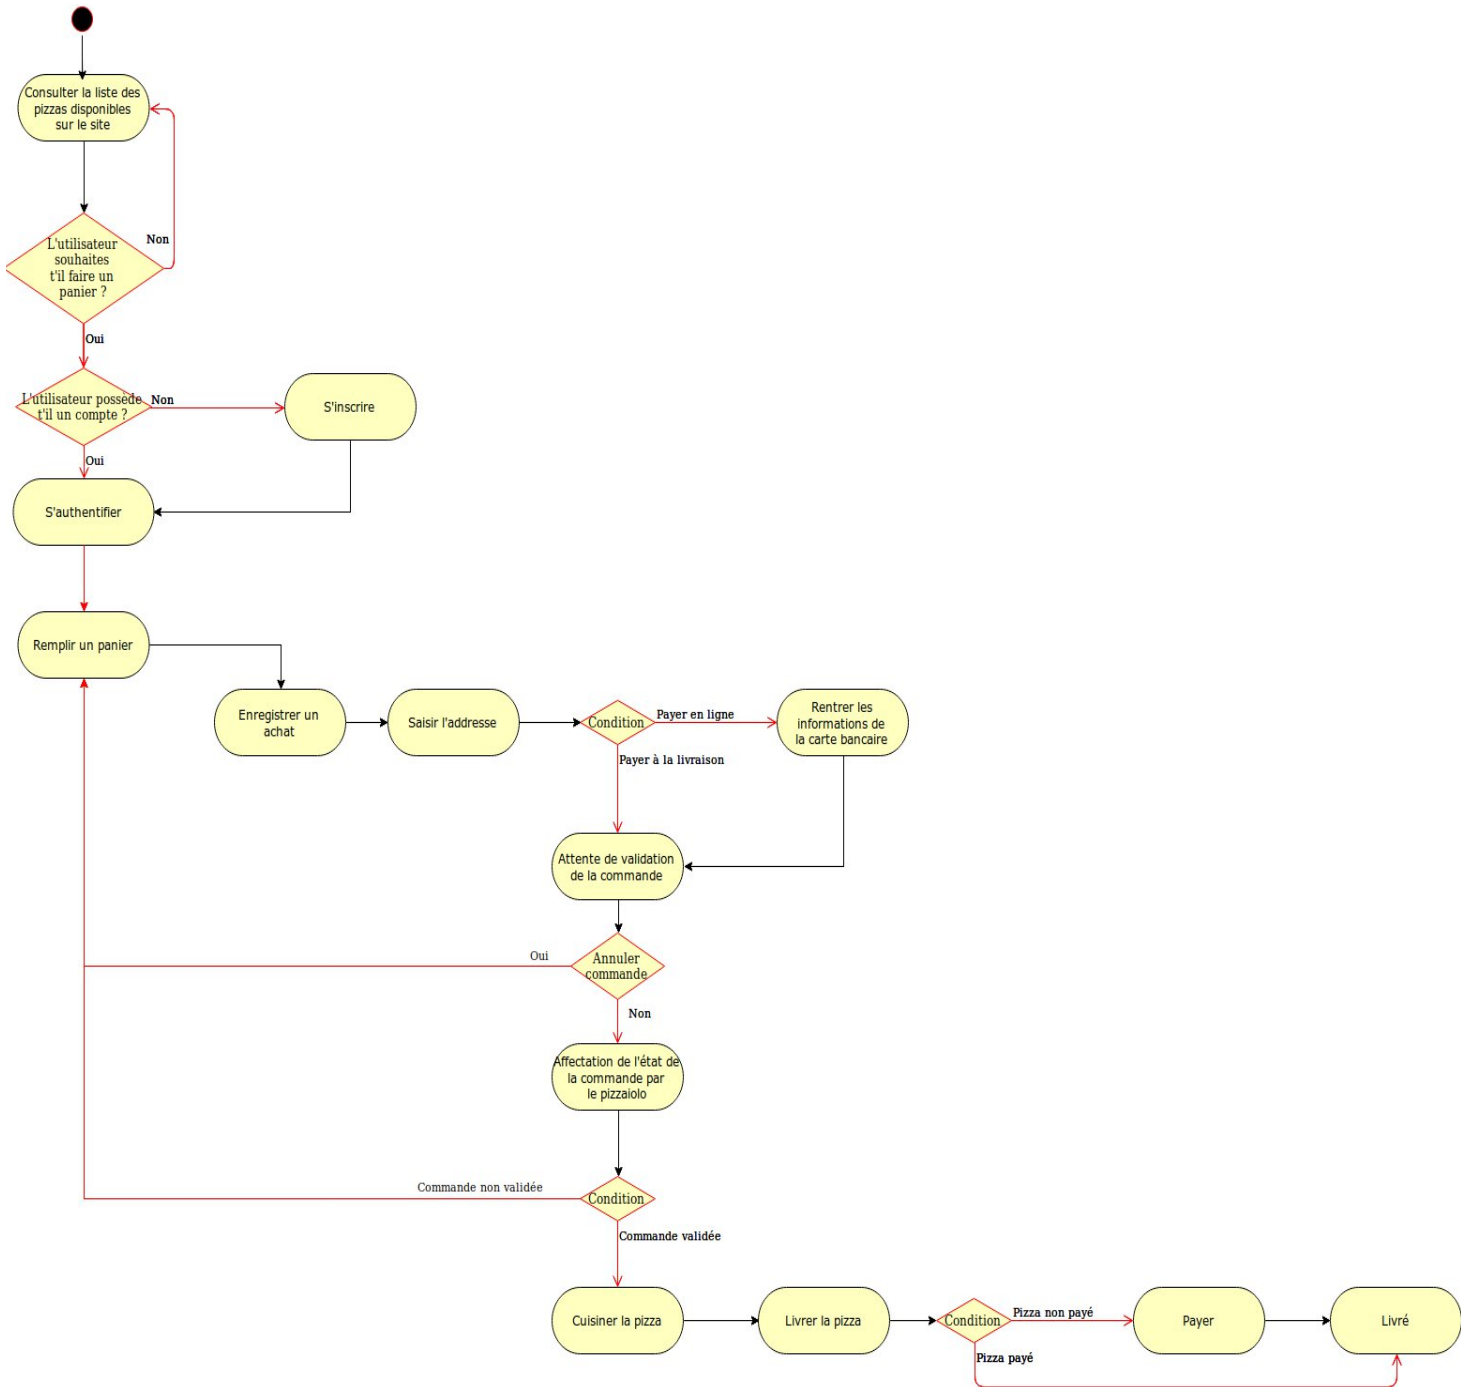 Consulter la liste des
pizzas disponibles
sur le site
L'utilisateur
souhaites
t'il faire un
panier ?
Non
Oui
L'utilisateur possède
t'il un compte ?
Non
S'inscrire
Oui
S'authentifier
Remplir un panier
Enregistrer un
achat
Saisir l'addresse
Condition
Payer en ligne
Rentrer les
informations de
la carte bancaire
Payer à la livraison
Attente de validation
de la commande
Annuler
commande
Oui
Non
Affectation de l'état de
la commande par
le pizzaiolo
Condition
Commande non validée
Commande validée
Cuisiner la pizza
Livrer la pizza
Condition
Pizza non payé
Payer
Livré
Pizza payé